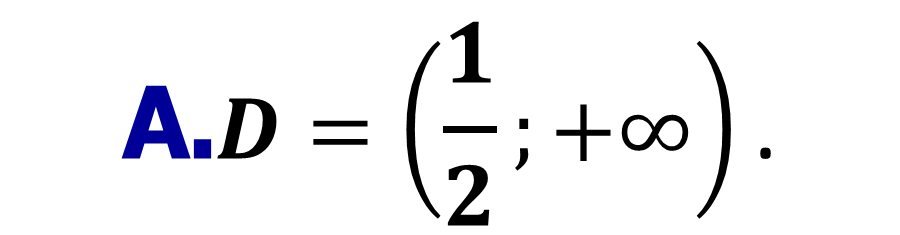 A. D = (1/2 ; +∞) .